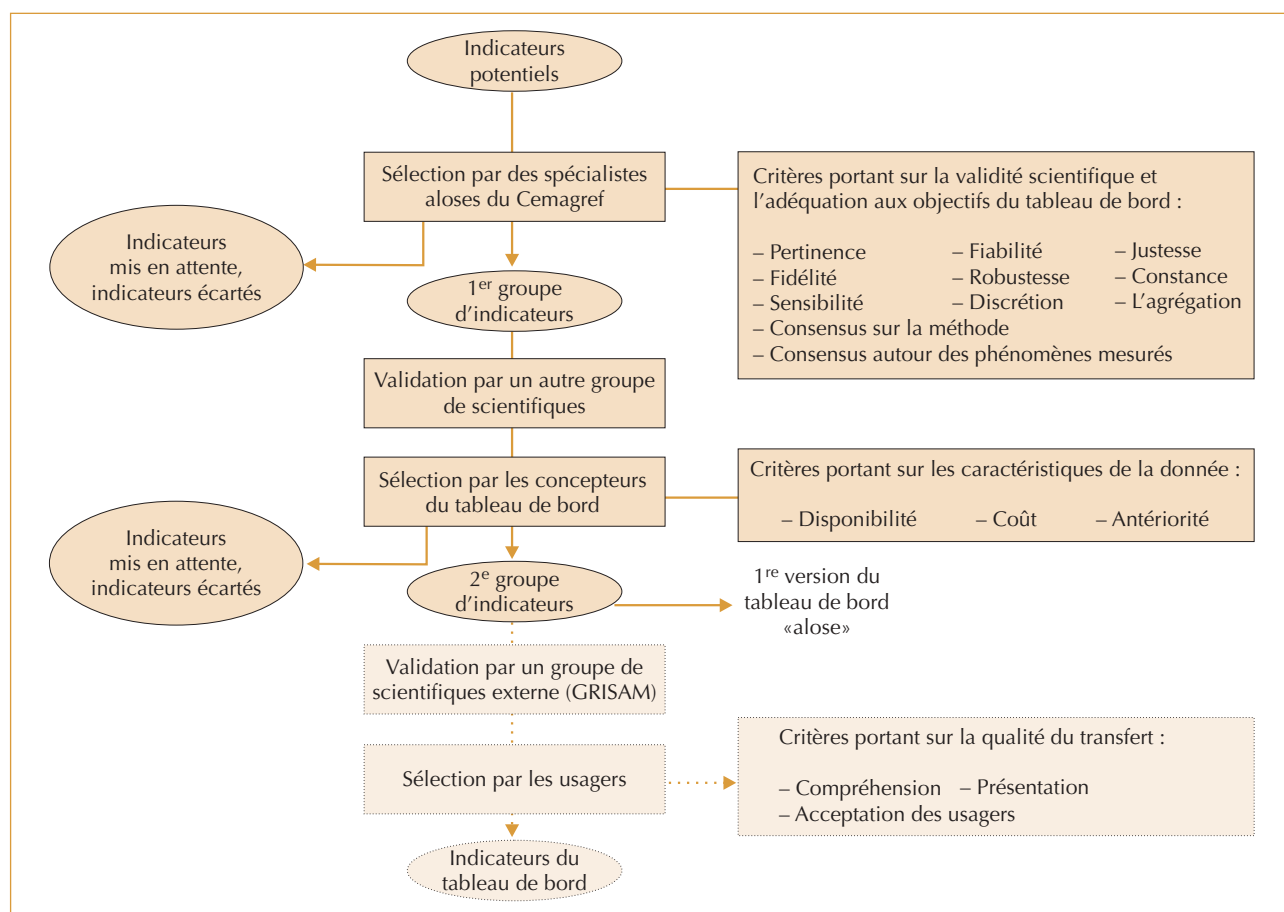 Indicateurs
potentiels
Sélection par des spécialistes
aloses du Cemagref
Critères portant sur la validité scientifique et
l'adéquation aux objectifs du tableau de bord :
– Pertinence – Fiabilité – Justesse
– Fidélité – Robustesse – Constance
– Sensibilité – Discrétion – L'agrégation
– Consensus sur la méthode
– Consensus autour des phénomènes mesurés
Indicateurs
mis en attente,
indicateurs écartés
1er groupe
d'indicateurs
Validation par un autre groupe
de scientifiques
Sélection par les concepteurs
du tableau de bord
Critères portant sur les caractéristiques de la donnée :
– Disponibilité – Coût – Antériorité
Indicateurs
mis en attente,
indicateurs écartés
2e groupe
d'indicateurs
1re version du
tableau de bord
«alose»
Validation par un groupe de
scientifiques externe (GRISAM)
Sélection par les usagers
Critères portant sur la qualité du transfert :
– Compréhension – Présentation
– Acceptation des usagers
Indicateurs du
tableau de bord